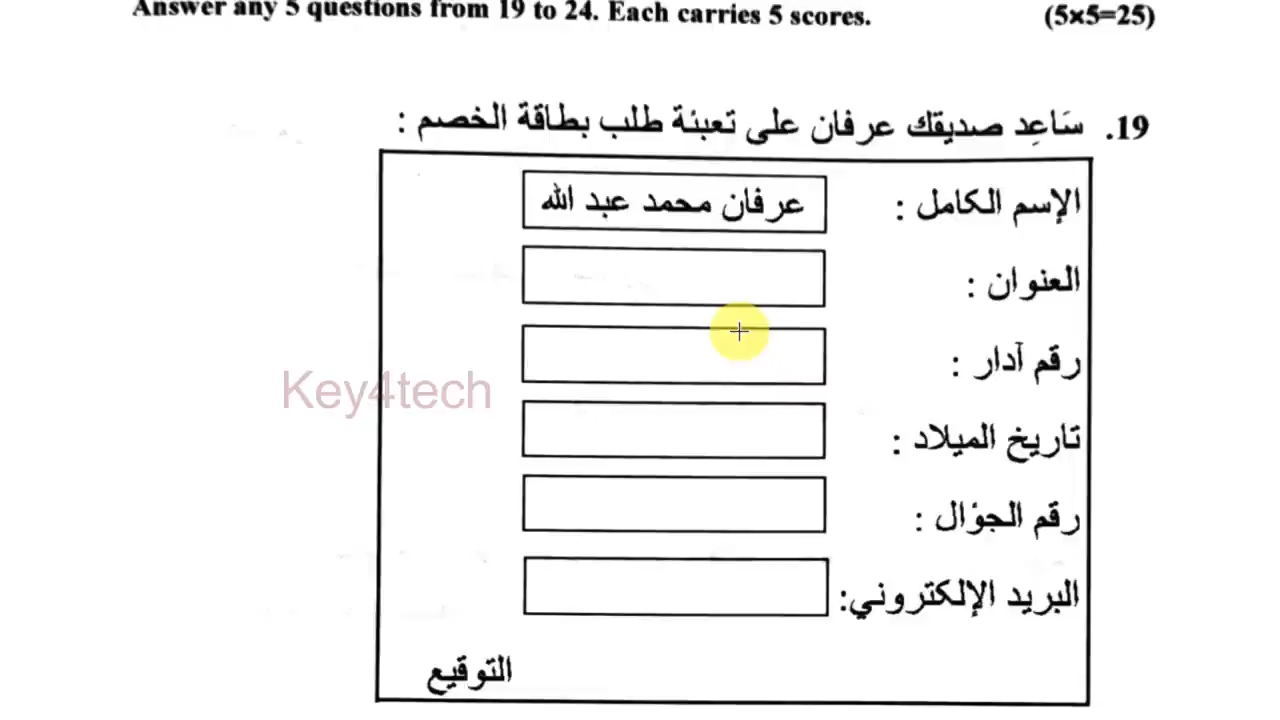 Answer any 5 questions from 19 to 24. Each carries 5 scores. (5×5=25)
19. سَاعِد صديقك عرفان على تعبئة طلب بطاقة الخصم :
الإسم الكامل : عرفان محمد عبد الله
العنوان :
رقم آدار :
Key4tech
تاريخ الميلاد :
رقم الجوّال :
البريد الإلكتروني:
التوقيع